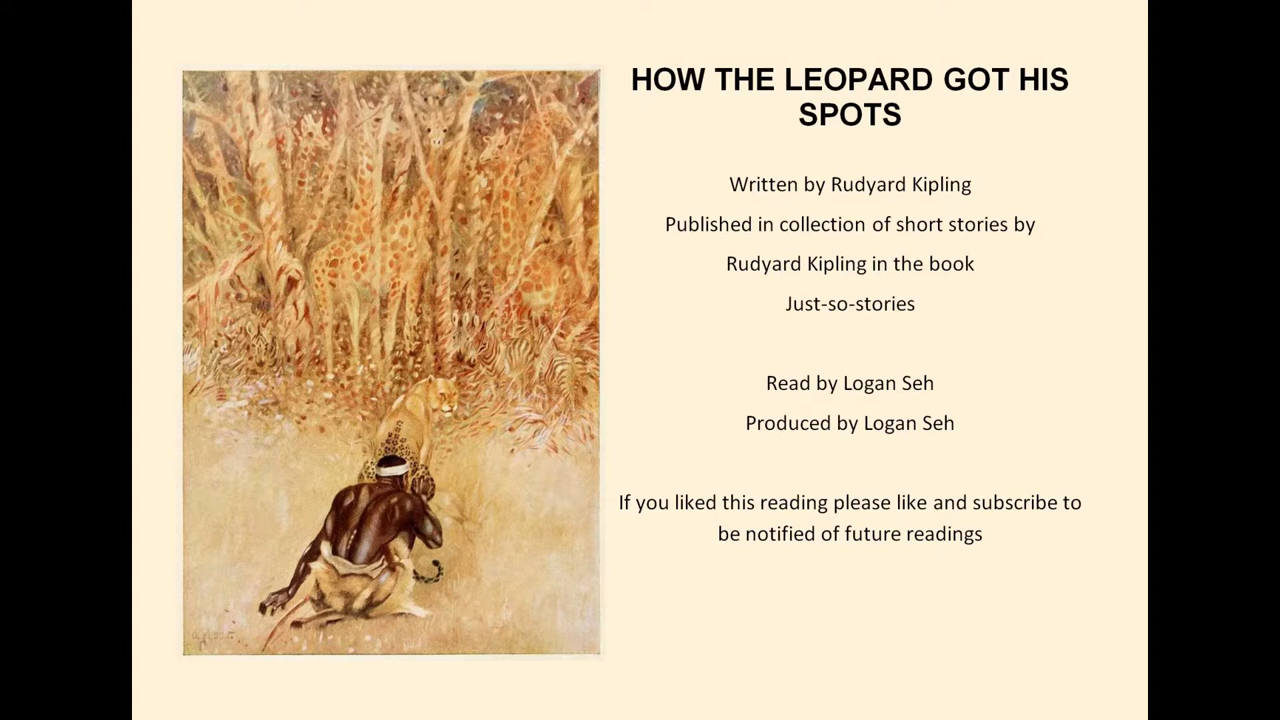 HOW THE LEOPARD GOT HIS
SPOTS
Written by Rudyard Kipling
Published in collection of short stories by
Rudyard Kipling in the book
Just-so-stories
Read by Logan Seh
Produced by Logan Seh
If you liked this reading please like and subscribe to
be notified of future readings